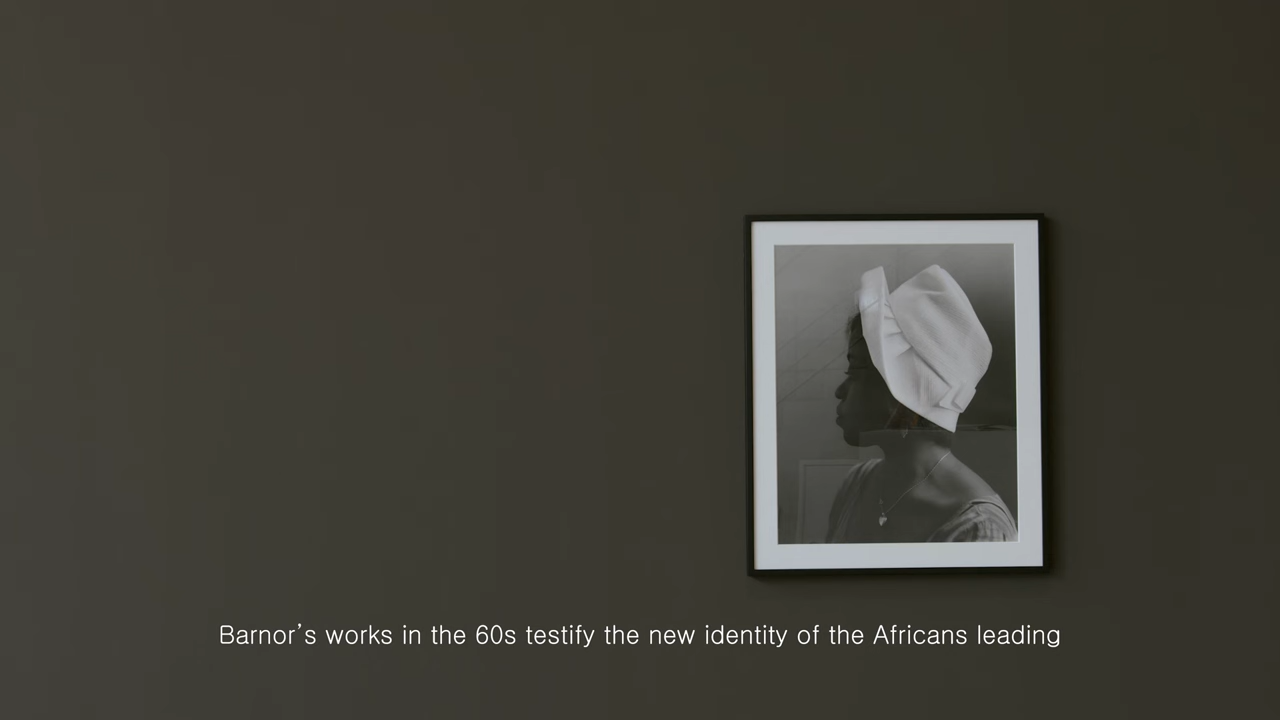 Barnor’s works in the 60s testify the new identity of the Africans leading